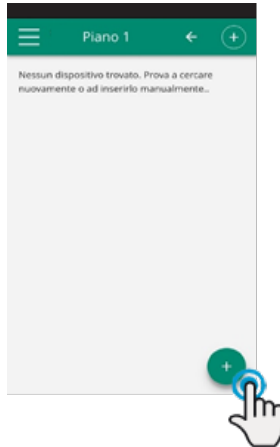 Piano 1
Nessun dispositivo trovato. Prova a cercare
nuovamente o ad inserirlo manualmente..